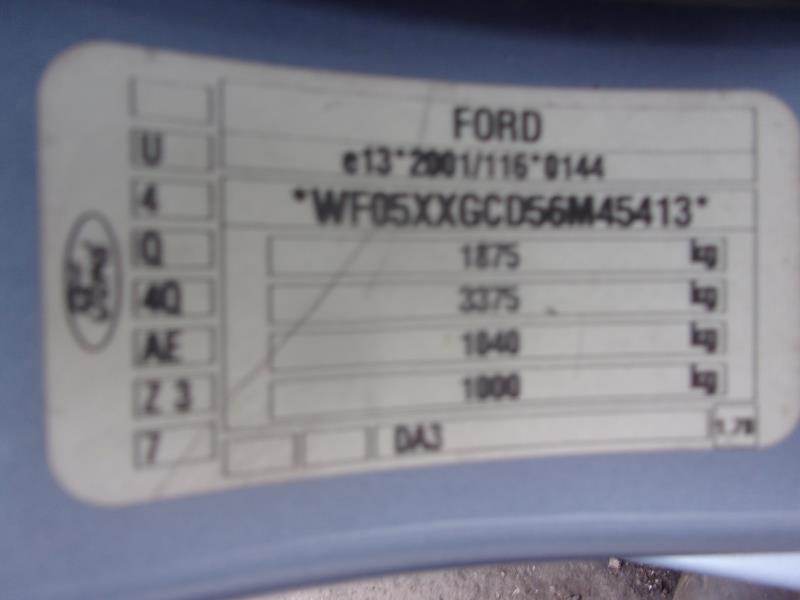 FORD
e13*2001/116*0144
*WF05XXGCD56M45413*
1875 kg
3375 kg
1040 kg
1000 kg
DA3
U
4
Q
4Q
AE
Z 3
7